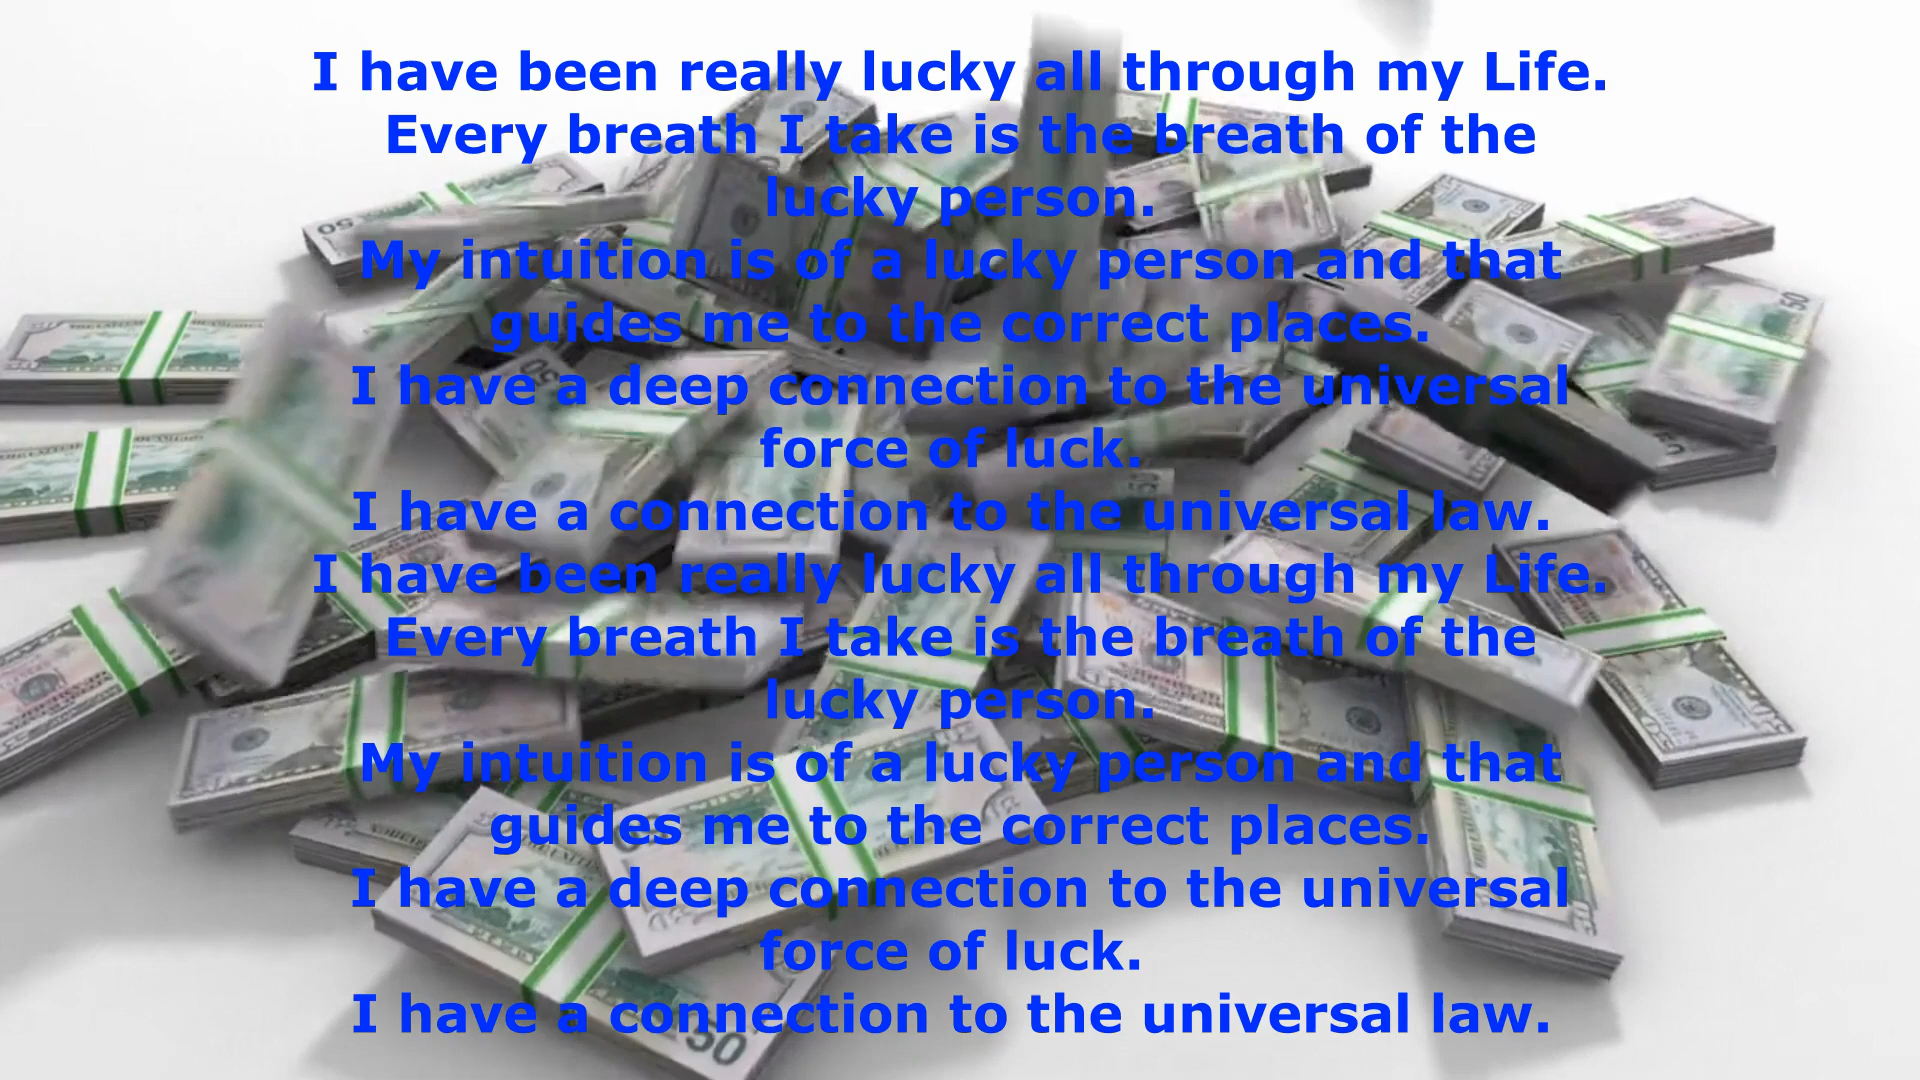 I have been really lucky all through my Life.
Every breath I take is the breath of the
lucky person.
My intuition is of a lucky person and that
guides me to the correct places.
I have a deep connection to the universal
force of luck.
I have a connection to the universal law.
I have been really lucky all through my Life.
Every breath I take is the breath of the
lucky person.
My intuition is of a lucky person and that
guides me to the correct places.
I have a deep connection to the universal
force of luck.
I have a connection to the universal law.
50